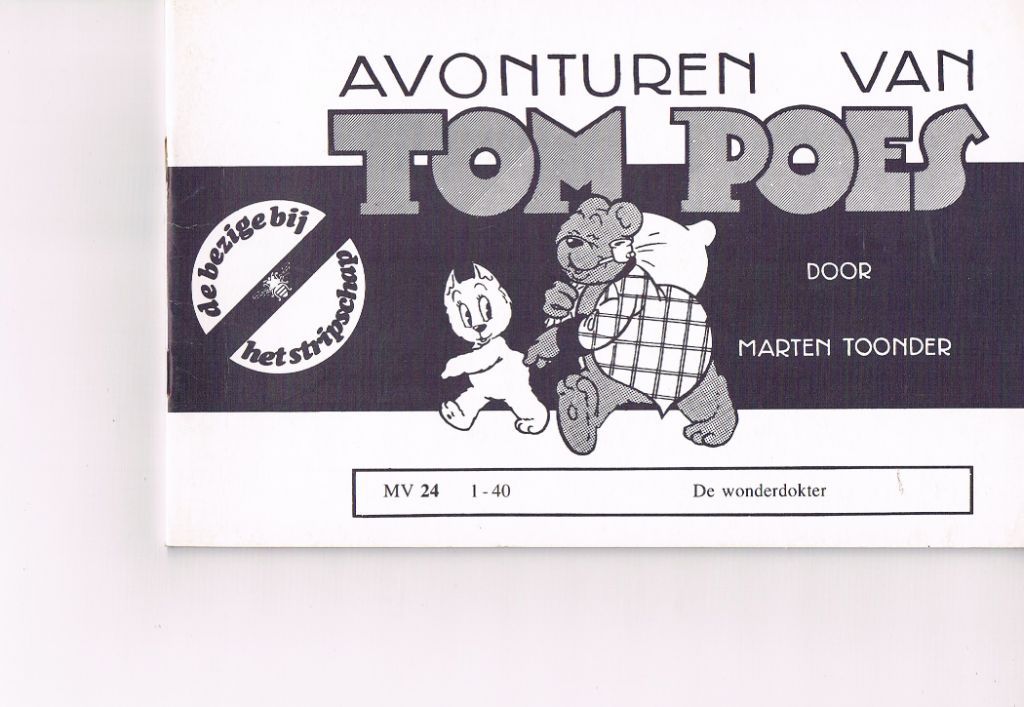 AVONTUREN VAN
TOM POES
de bezige bij
het stripschap
DOOR
MARTEN TOONDER
MV 24 1-40 De wonderdokter